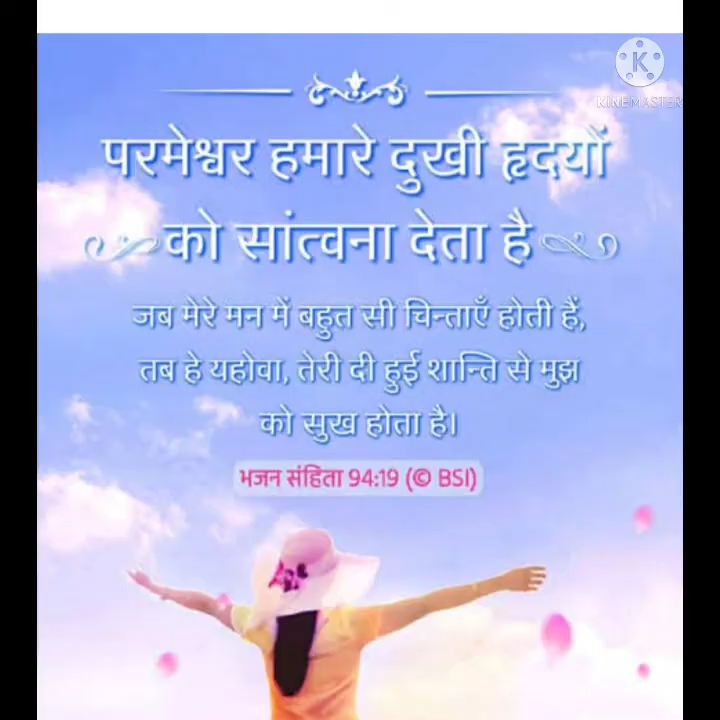 K
KINEMASTER
परमेश्वर हमारे दुखी हृदयों
को सांत्वना देता है
जब मेरे मन में बहुत सी चिन्ताएँ होती हैं,
तब हे यहोवा, तेरी दी हुई शान्ति से मुझ
को सुख होता है।
भजन संहिता 94:19 (© BSI)